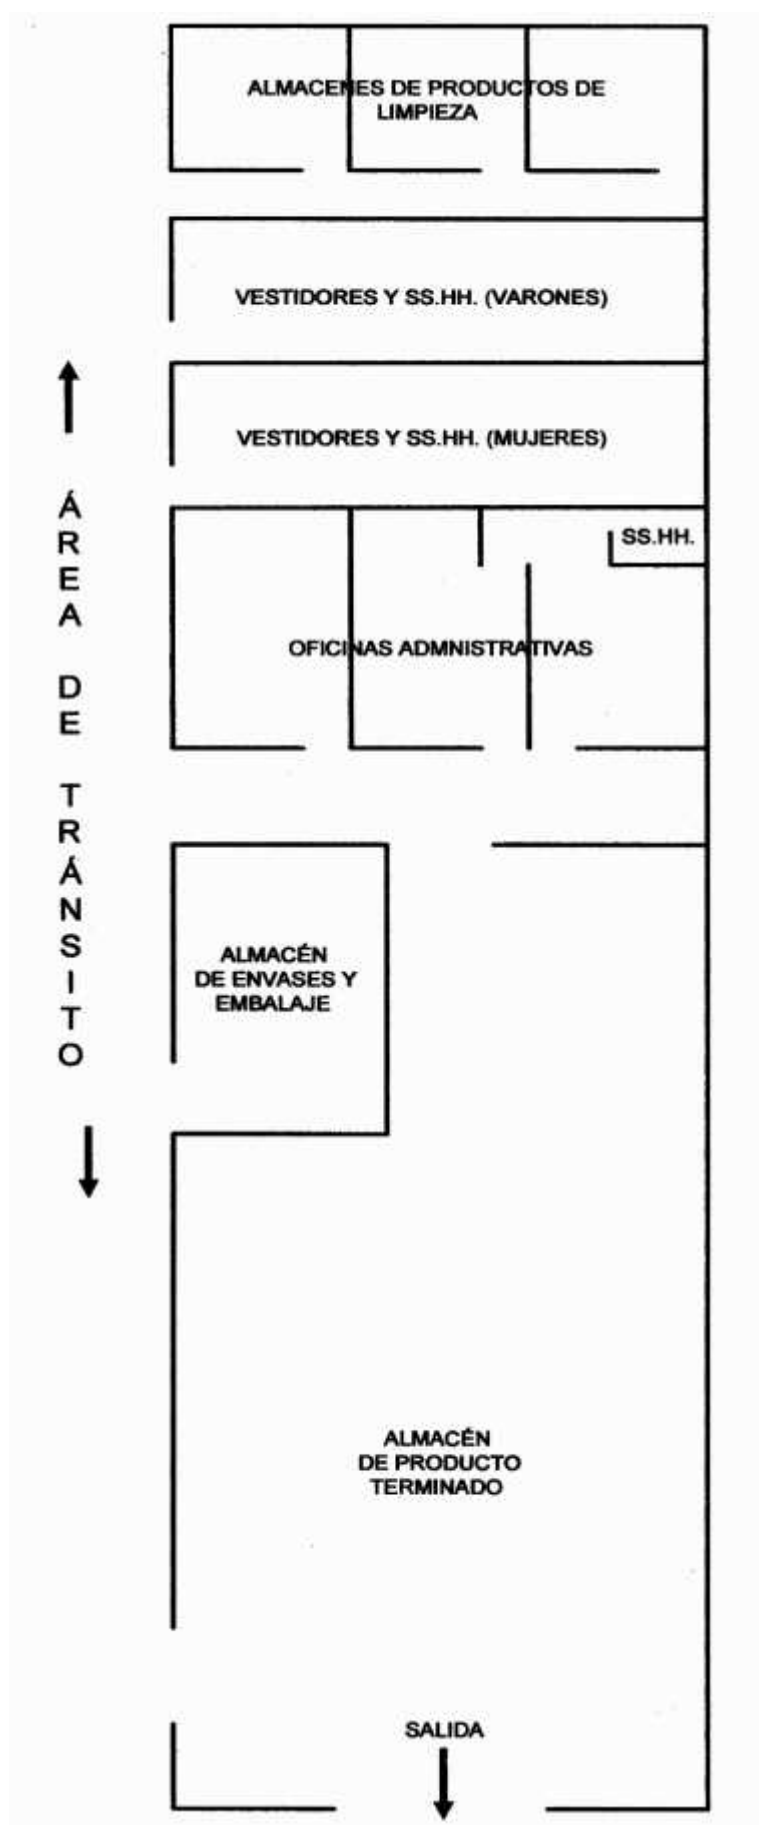 ALMACENES DE PRODUCTOS DE
LIMPIEZA
VESTIDORES Y SS.HH. (VARONES)
VESTIDORES Y SS.HH. (MUJERES)
SS.HH.
OFICINAS ADMNISTRATIVAS
ÁREA DE TRÁNSITO
ALMACÉN
DE ENVASES Y
EMBALAJE
ALMACÉN
DE PRODUCTO
TERMINADO
SALIDA